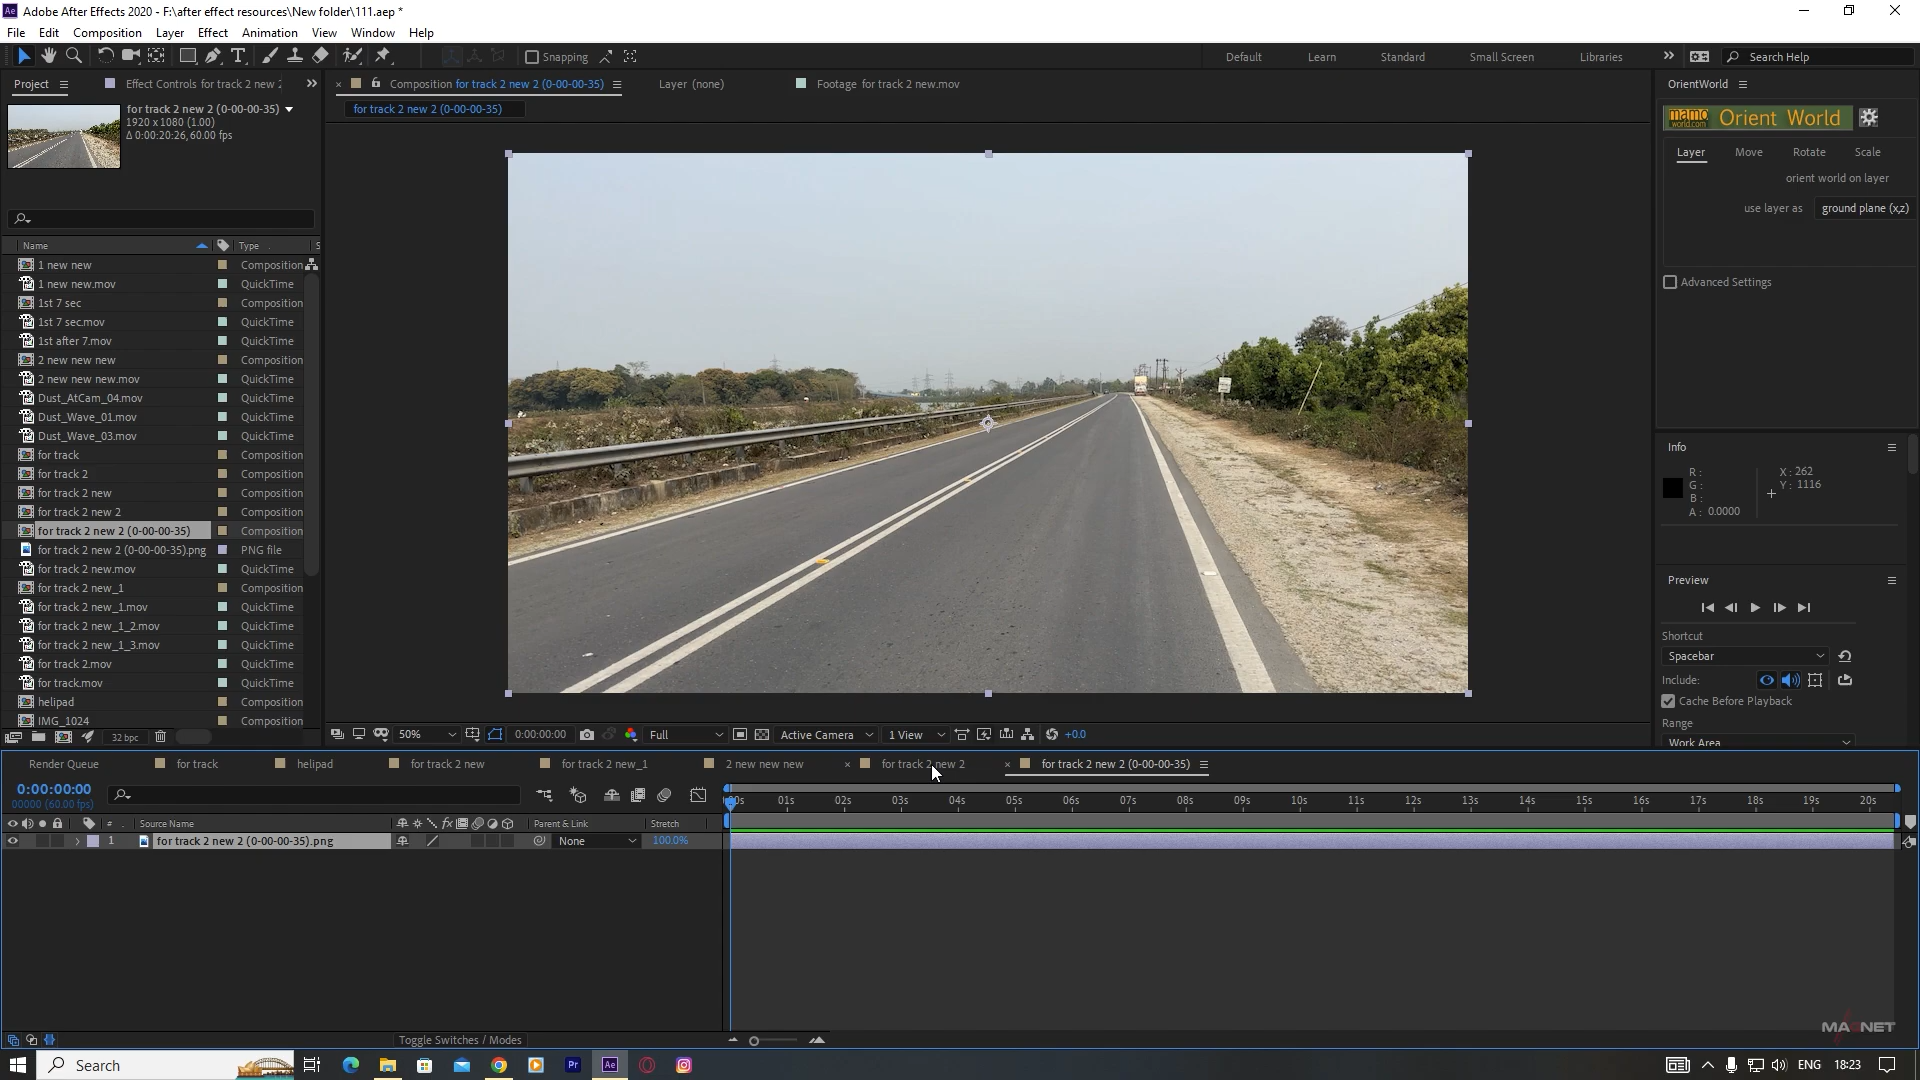 Adobe After Effects 2020 - F:\after effect resources\New folder\111.aep *
File Edit Composition Layer Effect Animation View Window Help
Snapping
Default Learn Standard Small Screen Libraries
Search Help
Project
Effect Controls for track 2 new 2
Composition for track 2 new 2 (0-00-00-35)
Layer (none)
Footage for track 2 new.mov
OrientWorld
for track 2 new 2 (0-00-00-35)
1920 x 1080 (1.00)
Δ 0:00:20:26, 60.00 fps
for track 2 new 2 (0-00-00-35)
mamo
world.com
Orient World
Layer Move Rotate Scale
orient world on layer
use layer as ground plane (x,z)
Advanced Settings
Name Type
1 new new Composition
1 new new.mov QuickTime
1st 7 sec Composition
1st 7 sec.mov QuickTime
1st after 7.mov QuickTime
2 new new new Composition
2 new new new.mov QuickTime
Dust_AtCam_04.mov QuickTime
Dust_Wave_01.mov QuickTime
Dust_Wave_03.mov QuickTime
for track Composition
for track 2 Composition
for track 2 new Composition
for track 2 new 2 Composition
for track 2 new 2 (0-00-00-35) Composition
for track 2 new 2 (0-00-00-35).png PNG file
for track 2 new.mov QuickTime
for track 2 new_1 Composition
for track 2 new_1.mov QuickTime
for track 2 new_1_2.mov QuickTime
for track 2 new_1_3.mov QuickTime
for track 2.mov QuickTime
for track.mov QuickTime
helipad Composition
IMG_1024 Composition
32 bpc
Info
R :
G :
B :
A : 0.0000
X : 262
Y : 1116
Preview
Shortcut
Spacebar
Include:
Cache Before Playback
Range
Work Area
50% 0:00:00:00 Full Active Camera 1 View +0.0
Render Queue for track helipad for track 2 new for track 2 new_1 2 new new new for track 2 new 2 for track 2 new 2 (0-00-00-35)
0:00:00:00
00000 (60.00 fps)
00s 01s 02s 03s 04s 05s 06s 07s 08s 09s 10s 11s 12s 13s 14s 15s 16s 17s 18s 19s 20s
# Source Name Parent & Link Stretch
1 for track 2 new 2 (0-00-00-35).png None 100.0%
Toggle Switches / Modes
Search
Pr Ae
ENG 18:23